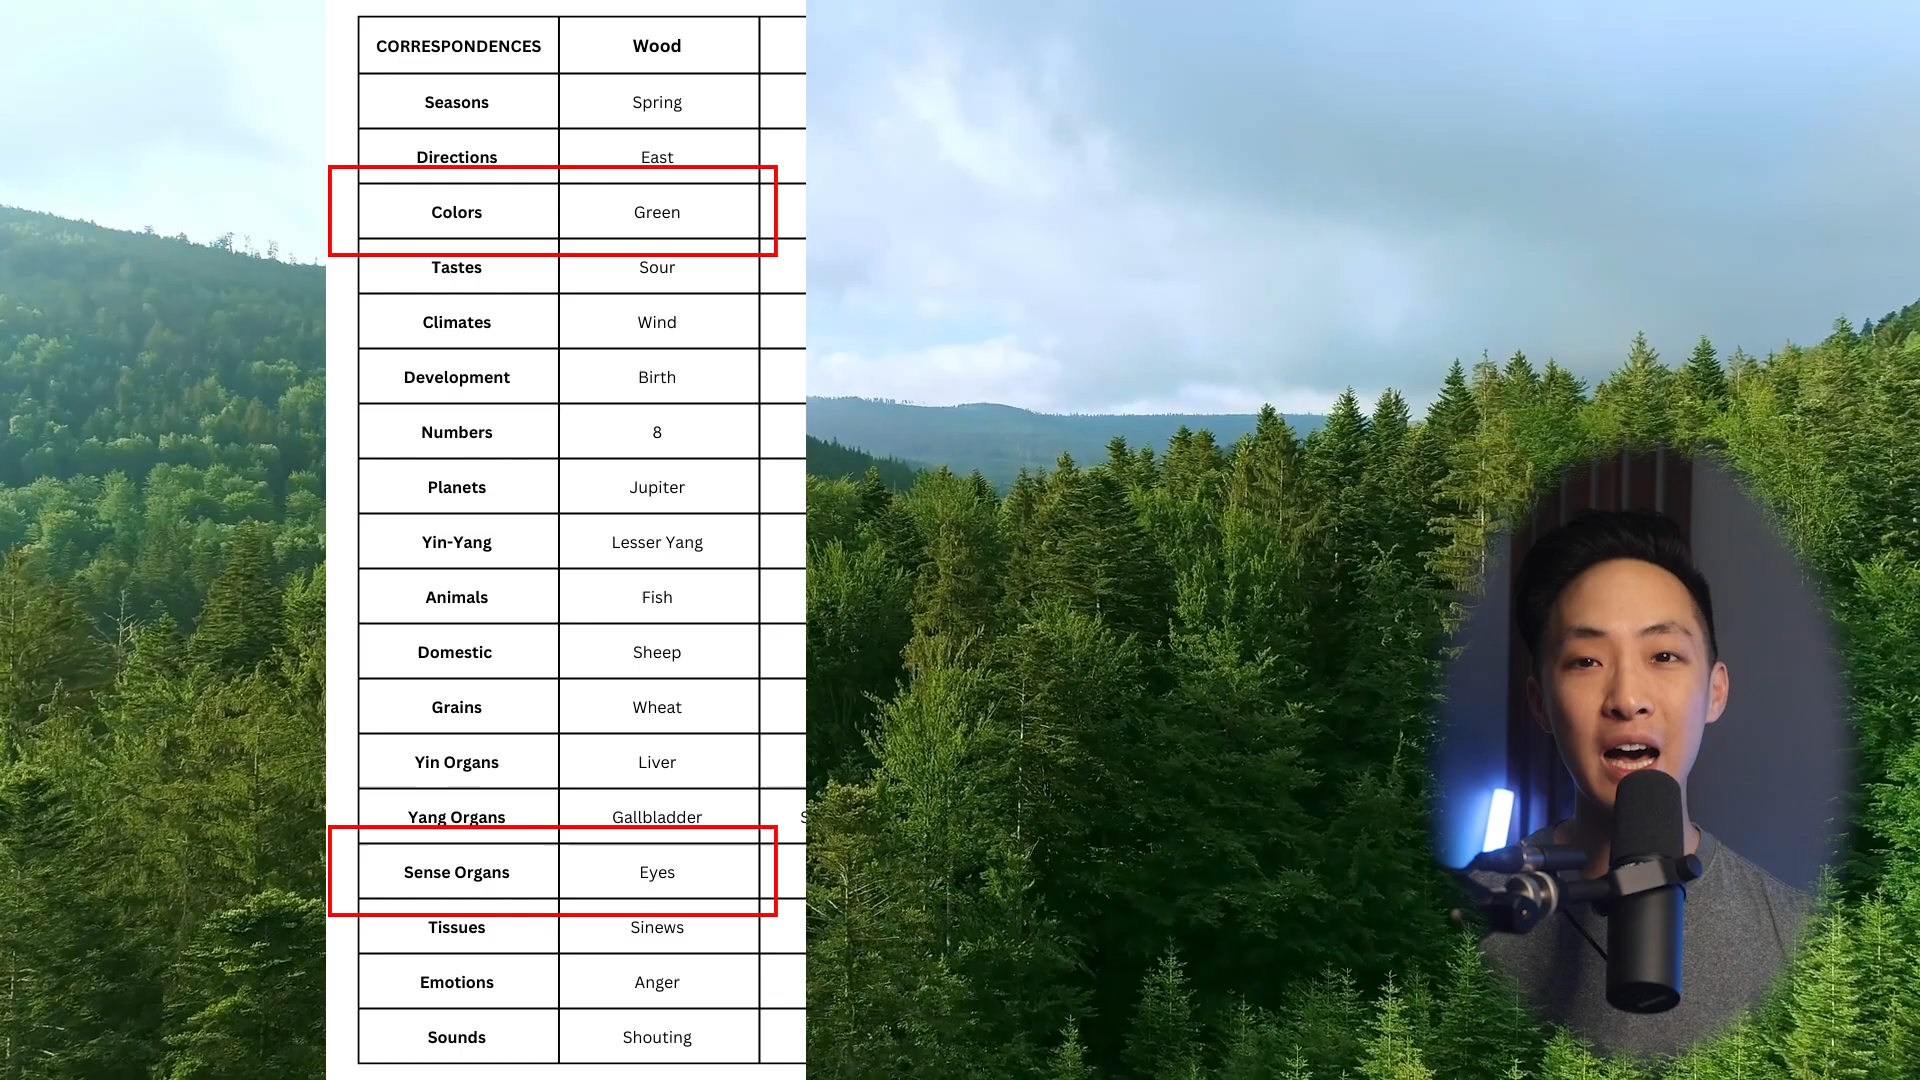 CORRESPONDENCES Wood
Seasons Spring
Directions East
Colors Green
Tastes Sour
Climates Wind
Development Birth
Numbers 8
Planets Jupiter
Yin-Yang Lesser Yang
Animals Fish
Domestic Sheep
Grains Wheat
Yin Organs Liver
Yang Organs Gallbladder
Sense Organs Eyes
Tissues Sinews
Emotions Anger
Sounds Shouting